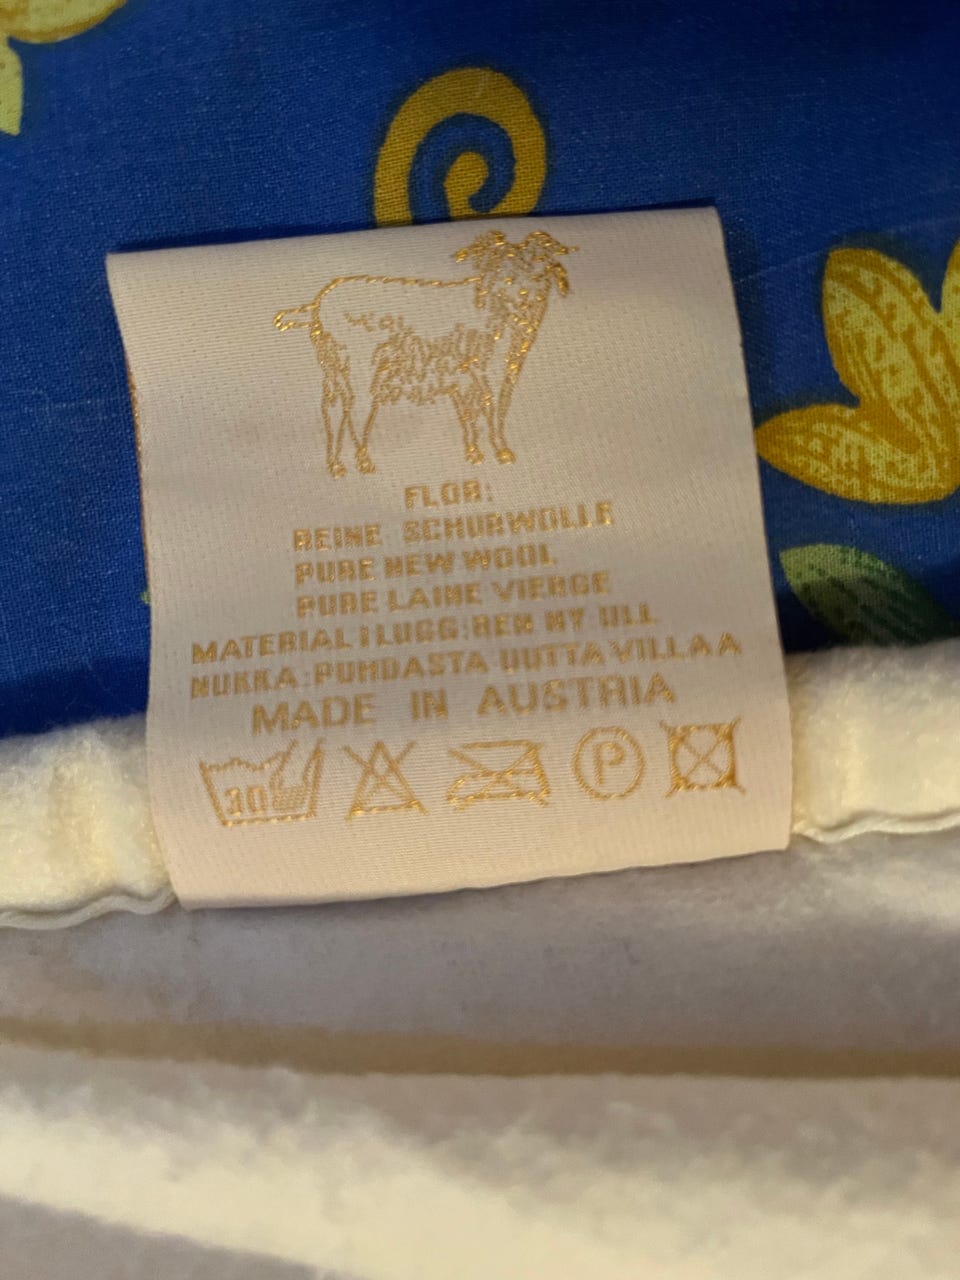 FLOR:
REINE SCHURWOLLE
PURE NEW WOOL
PURE LAINE VIERGE
MATERIAL I LUGG: REN NY ULL
NUKKA: PUHDASTA UUTTA VILLAA
MADE IN AUSTRIA
30 P